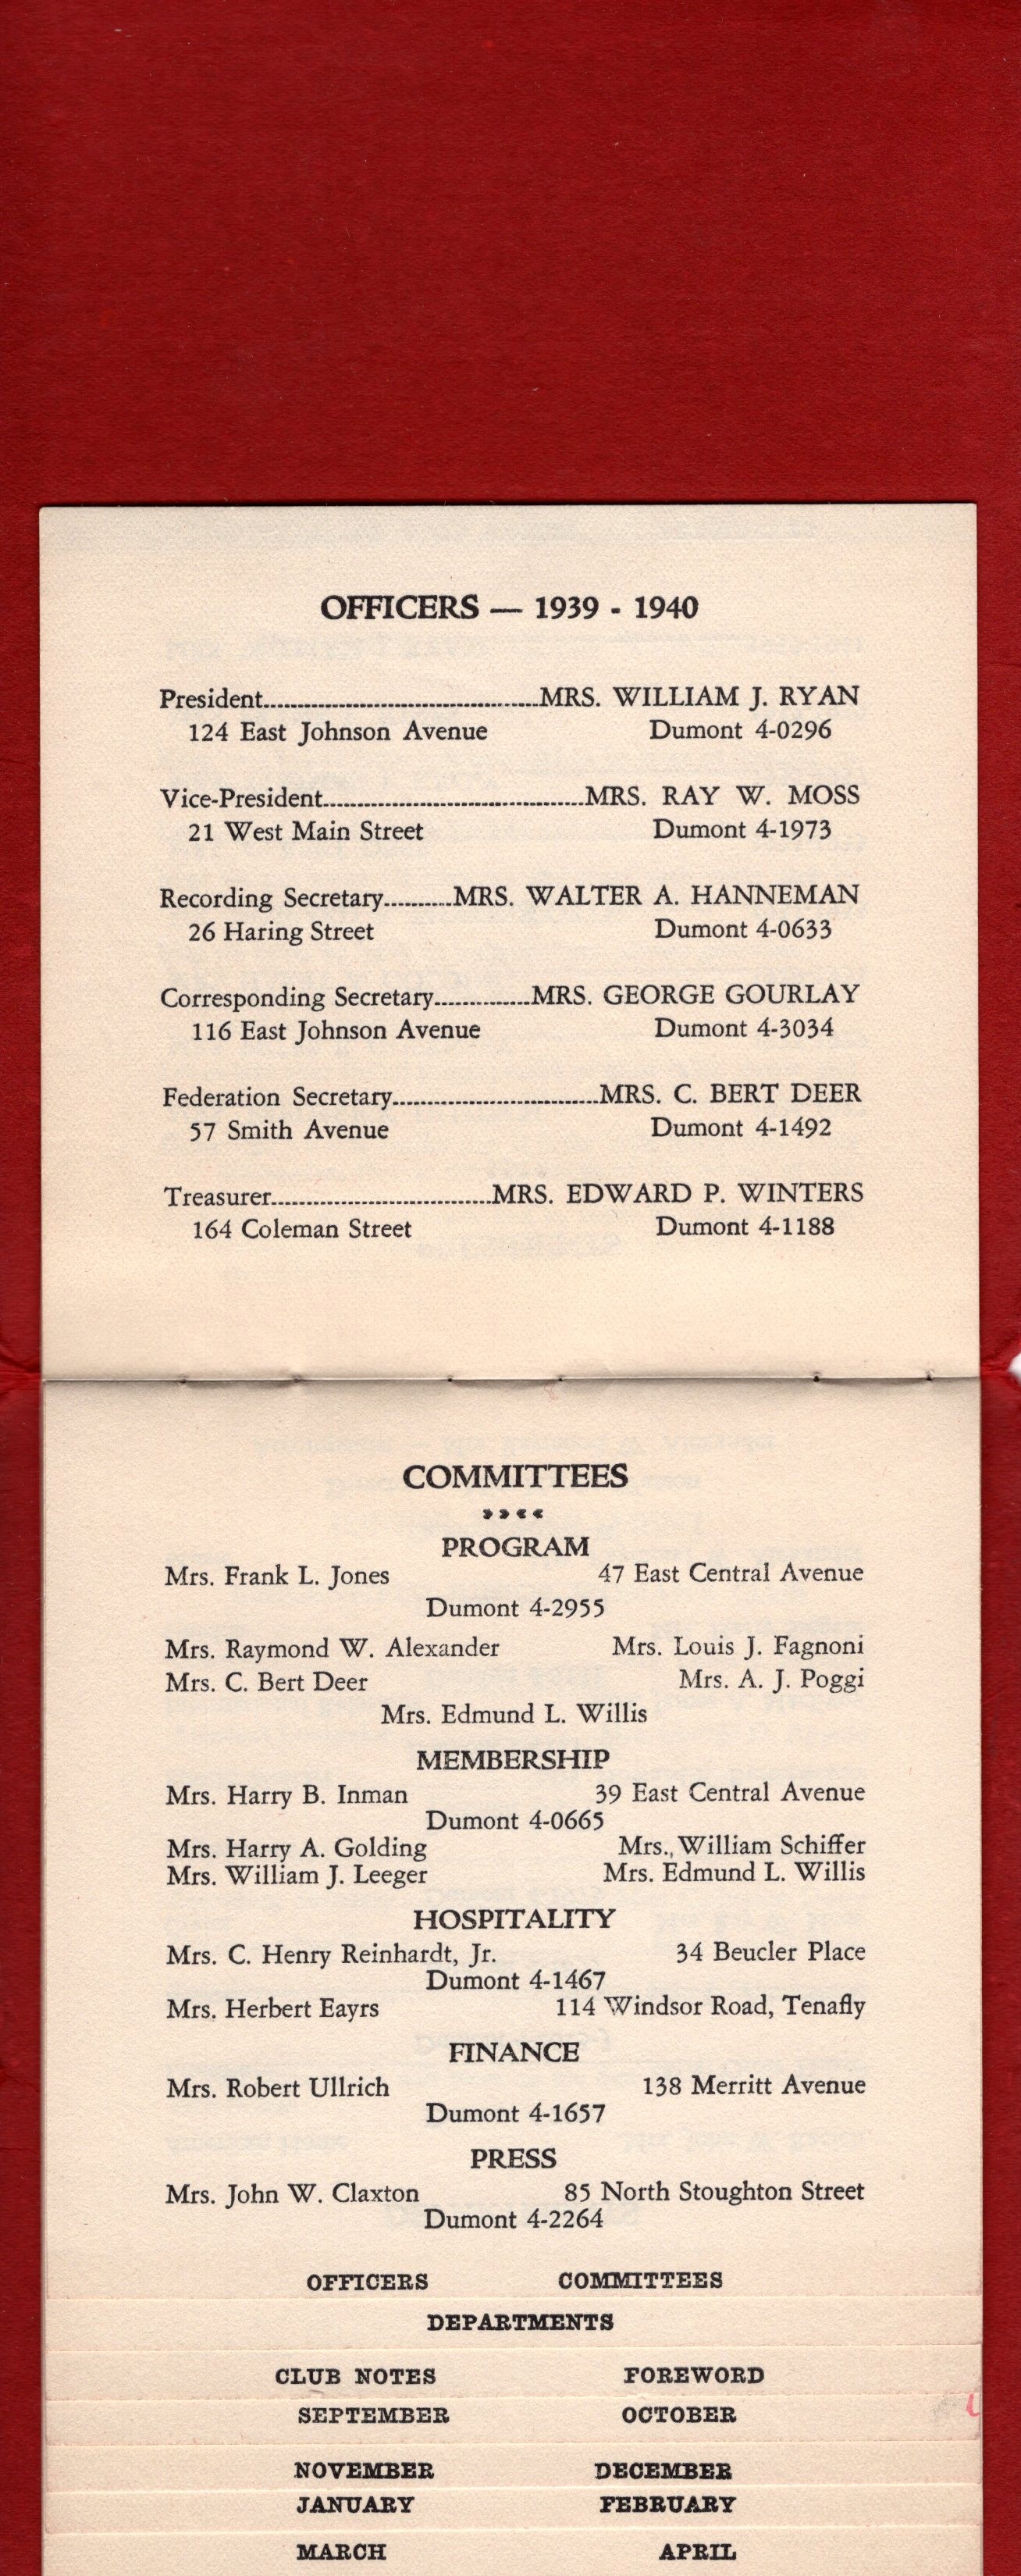 OFFICERS — 1939 - 1940
President........................................MRS. WILLIAM J. RYAN
124 East Johnson Avenue Dumont 4-0296
Vice-President......................................MRS. RAY W. MOSS
21 West Main Street Dumont 4-1973
Recording Secretary..........MRS. WALTER A. HANNEMAN
26 Haring Street Dumont 4-0633
Corresponding Secretary..............MRS. GEORGE GOURLAY
116 East Johnson Avenue Dumont 4-3034
Federation Secretary..............................MRS. C. BERT DEER
57 Smith Avenue Dumont 4-1492
Treasurer................................MRS. EDWARD P. WINTERS
164 Coleman Street Dumont 4-1188
COMMITTEES
»»««
PROGRAM
Mrs. Frank L. Jones 47 East Central Avenue
Dumont 4-2955
Mrs. Raymond W. Alexander Mrs. Louis J. Fagnoni
Mrs. C. Bert Deer Mrs. A. J. Poggi
Mrs. Edmund L. Willis
MEMBERSHIP
Mrs. Harry B. Inman 39 East Central Avenue
Dumont 4-0665
Mrs. Harry A. Golding Mrs., William Schiffer
Mrs. William J. Leeger Mrs. Edmund L. Willis
HOSPITALITY
Mrs. C. Henry Reinhardt, Jr. 34 Beucler Place
Dumont 4-1467
Mrs. Herbert Eayrs 114 Windsor Road, Tenafly
FINANCE
Mrs. Robert Ullrich 138 Merritt Avenue
Dumont 4-1657
PRESS
Mrs. John W. Claxton 85 North Stoughton Street
Dumont 4-2264
OFFICERS COMMITTEES
DEPARTMENTS
CLUB NOTES FOREWORD
SEPTEMBER OCTOBER
NOVEMBER DECEMBER
JANUARY FEBRUARY
MARCH APRIL